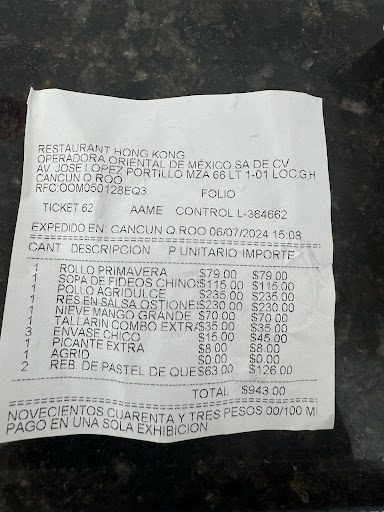 RESTAURANT HONG KONG
OPERADORA ORIENTAL DE MÉXICO SA DE CV
AV. JOSE LOPEZ PORTILLO MZA 66 LT 1-01 LOC.G,H
CANCUN Q ROO
RFC:OOM050128EQ3 FOLIO
TICKET 62 AAME CONTROL L-364662
EXPEDIDO EN: CANCUN Q.ROO 06/07/2024 15:08
CANT DESCRIPCION P UNITARIO IMPORTE
1 ROLLO PRIMAVERA $79.00 $79.00
1 SOPA DE FIDEOS CHINOS $115.00 $115.00
1 POLLO AGRIDULCE $235.00 $235.00
1 RES EN SALSA OSTIONES $230.00 $230.00
1 NIEVE MANGO GRANDE $70.00 $70.00
1 TALLARIN COMBO EXTRA $35.00 $35.00
3 ENVASE CHICO $15.00 $45.00
1 PICANTE EXTRA $8.00 $8.00
1 AGRID $0.00 $0.00
2 REB. DE PASTEL DE QUES $63.00 $126.00
TOTAL $943.00
NOVECIENTOS CUARENTA Y TRES PESOS 00/100 M
PAGO EN UNA SOLA EXHIBICION